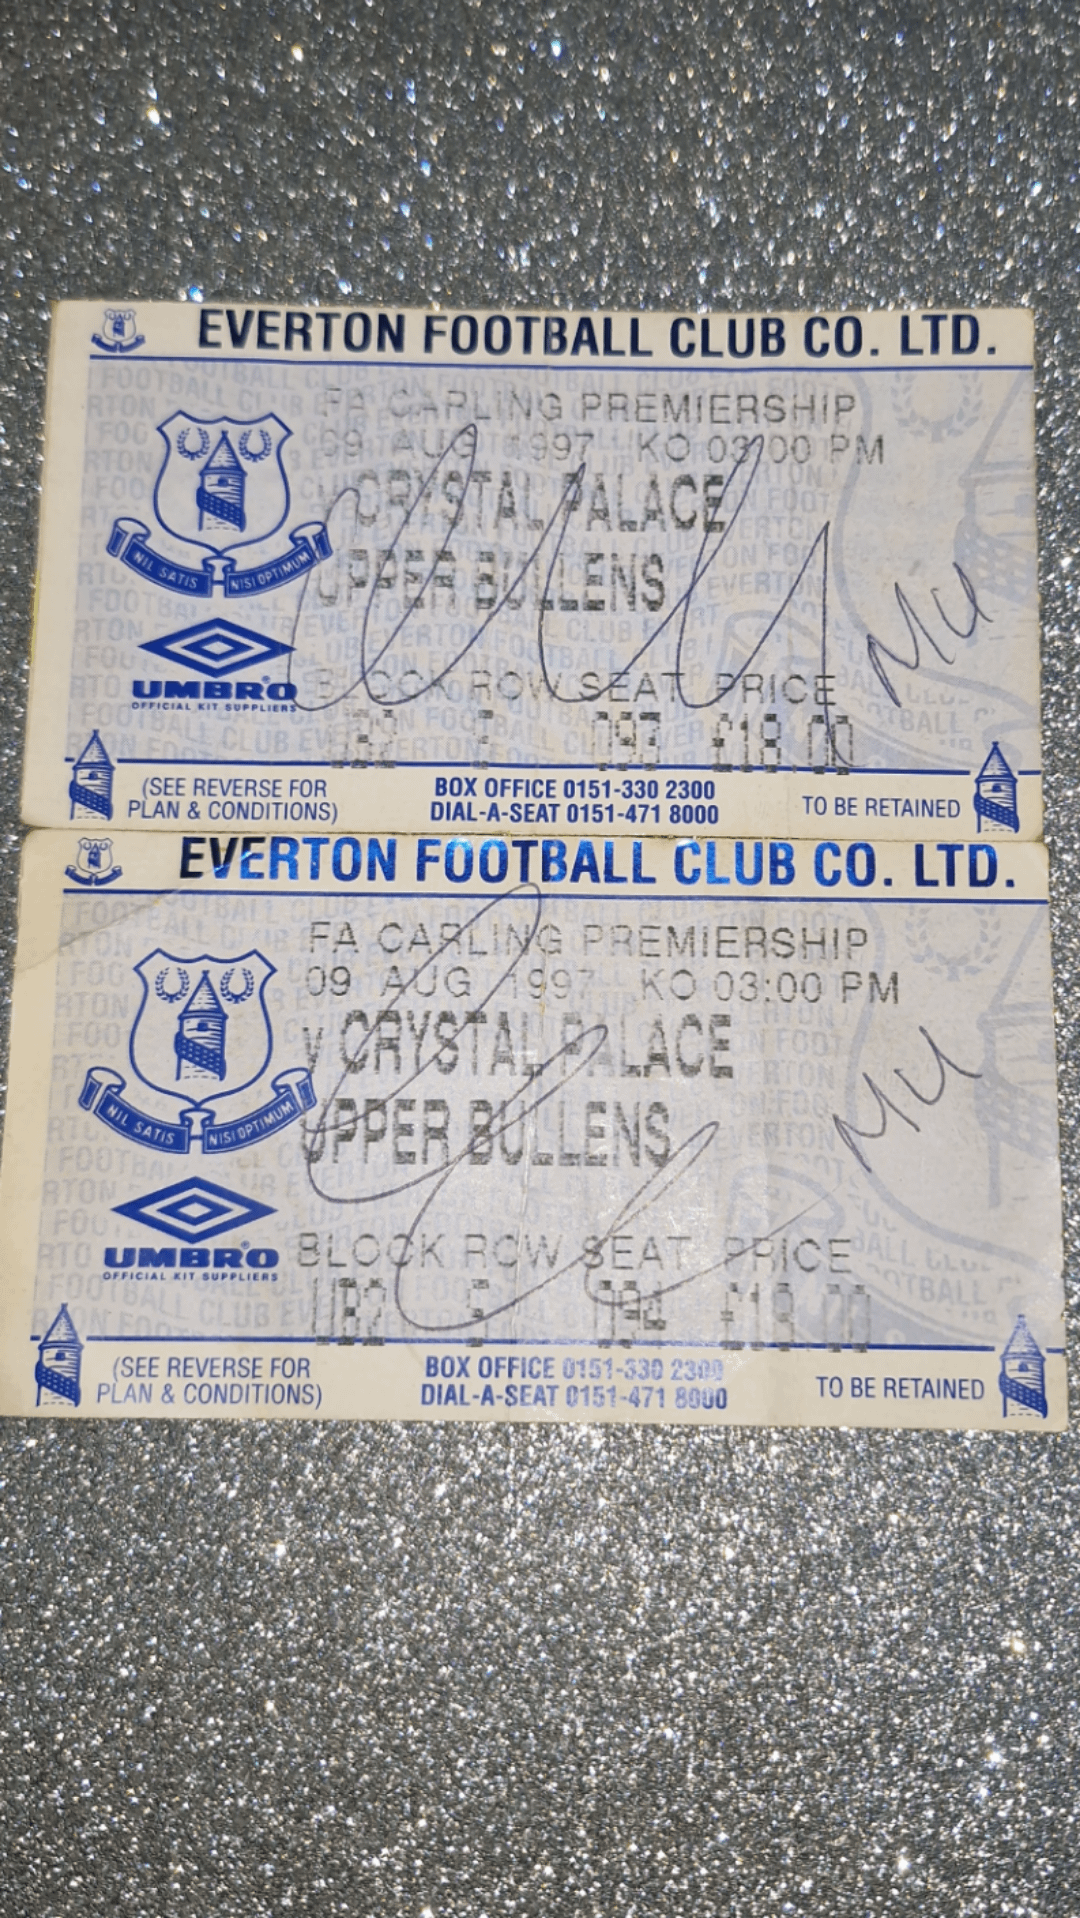 EVERTON FOOTBALL CLUB CO. LTD.
FA CARLING PREMIERSHIP
09 AUG 1997 KO 03:00 PM
v CRYSTAL PALACE
UPPER BULLENS
NIL SATIS NISI OPTIMUM
UMBRO
OFFICIAL KIT SUPPLIERS
BLOCK ROW SEAT PRICE
093 £18.00
(SEE REVERSE FOR
PLAN & CONDITIONS)
BOX OFFICE 0151-330 2300
DIAL-A-SEAT 0151-471 8000
TO BE RETAINED
EVERTON FOOTBALL CLUB CO. LTD.
FA CARLING PREMIERSHIP
09 AUG 1997 KO 03:00 PM
v CRYSTAL PALACE
UPPER BULLENS
NIL SATIS NISI OPTIMUM
UMBRO
OFFICIAL KIT SUPPLIERS
BLOCK ROW SEAT PRICE
UB2 094 £18.00
(SEE REVERSE FOR
PLAN & CONDITIONS)
BOX OFFICE 0151-330 2300
DIAL-A-SEAT 0151-471 8000
TO BE RETAINED